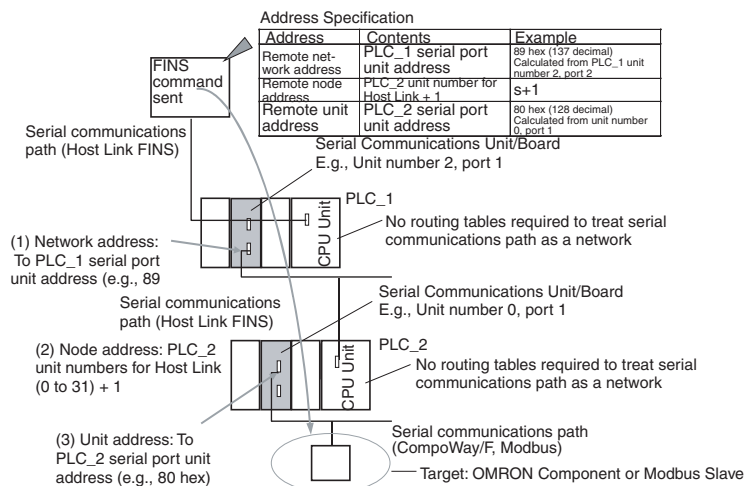 Address Specification
Address Contents Example
Remote net-
work address
PLC_1 serial port
unit address
89 hex (137 decimal)
Calculated from PLC_1 unit
number 2, port 2
Remote node
address
PLC_2 unit number for
Host Link + 1
s+1
Remote unit
address
PLC_2 serial port
unit address
80 hex (128 decimal)
Calculated from unit number
0, port 1
FINS
command
sent
Serial communications
path (Host Link FINS)
Serial Communications Unit/Board
E.g., Unit number 2, port 1
PLC_1
CPU Unit
No routing tables required to treat serial
communications path as a network
(1) Network address:
To PLC_1 serial port
unit address (e.g., 89
Serial communications
path (Host Link FINS)
Serial Communications Unit/Board
E.g., Unit number 0, port 1
(2) Node address: PLC_2
unit numbers for Host Link
(0 to 31) + 1
PLC_2
CPU Unit
No routing tables required to treat serial
communications path as a network
(3) Unit address: To
PLC_2 serial port unit
address (e.g., 80 hex)
Serial communications path
(CompoWay/F, Modbus)
Target: OMRON Component or Modbus Slave